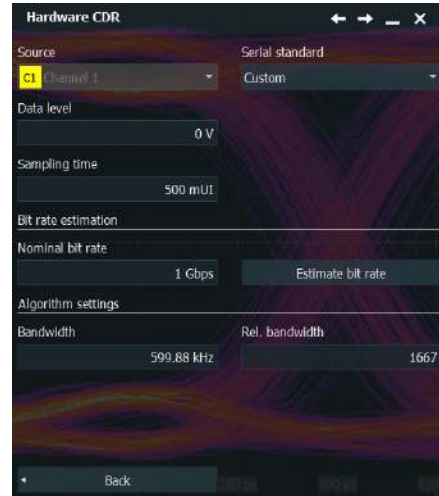 Hardware CDR
Source
Serial standard
C1 Channel 1
Custom
Data level
0 V
Sampling time
500 mUI
Bit rate estimation
Nominal bit rate
1 Gbps
Estimate bit rate
Algorithm settings
Bandwidth
Rel. bandwidth
599.88 kHz
1667
Back